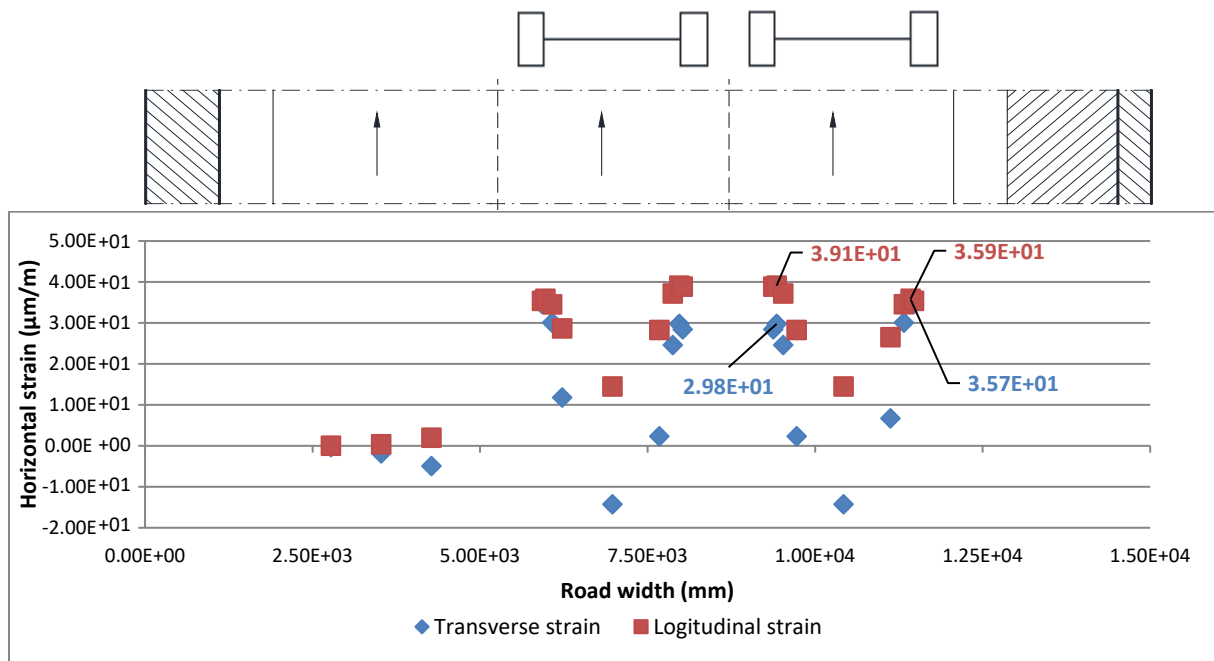 5.00E+01
4.00E+01
3.00E+01
2.00E+01
1.00E+01
0.00E+00
-1.00E+01
-2.00E+01
Horizontal strain (µm/m)
3.91E+01
3.59E+01
2.98E+01
3.57E+01
0.00E+00 2.50E+03 5.00E+03 7.50E+03 1.00E+04 1.25E+04 1.50E+04
Road width (mm)
Transverse strain Logitudinal strain